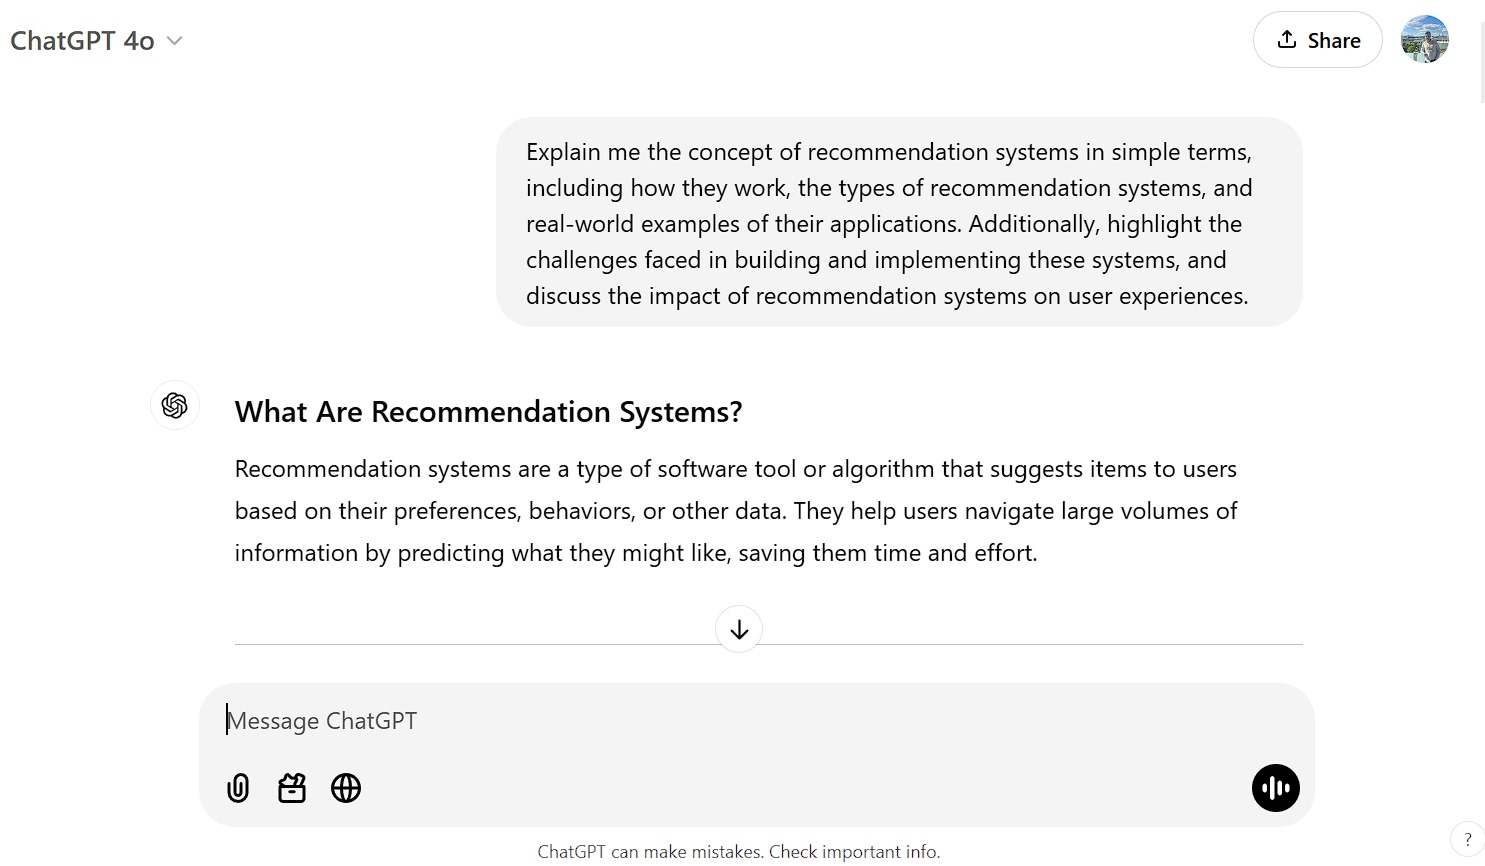 ChatGPT 4o
Share
Explain me the concept of recommendation systems in simple terms,
including how they work, the types of recommendation systems, and
real-world examples of their applications. Additionally, highlight the
challenges faced in building and implementing these systems, and
discuss the impact of recommendation systems on user experiences.
What Are Recommendation Systems?
Recommendation systems are a type of software tool or algorithm that suggests items to users
based on their preferences, behaviors, or other data. They help users navigate large volumes of
information by predicting what they might like, saving them time and effort.
Message ChatGPT
ChatGPT can make mistakes. Check important info.
?